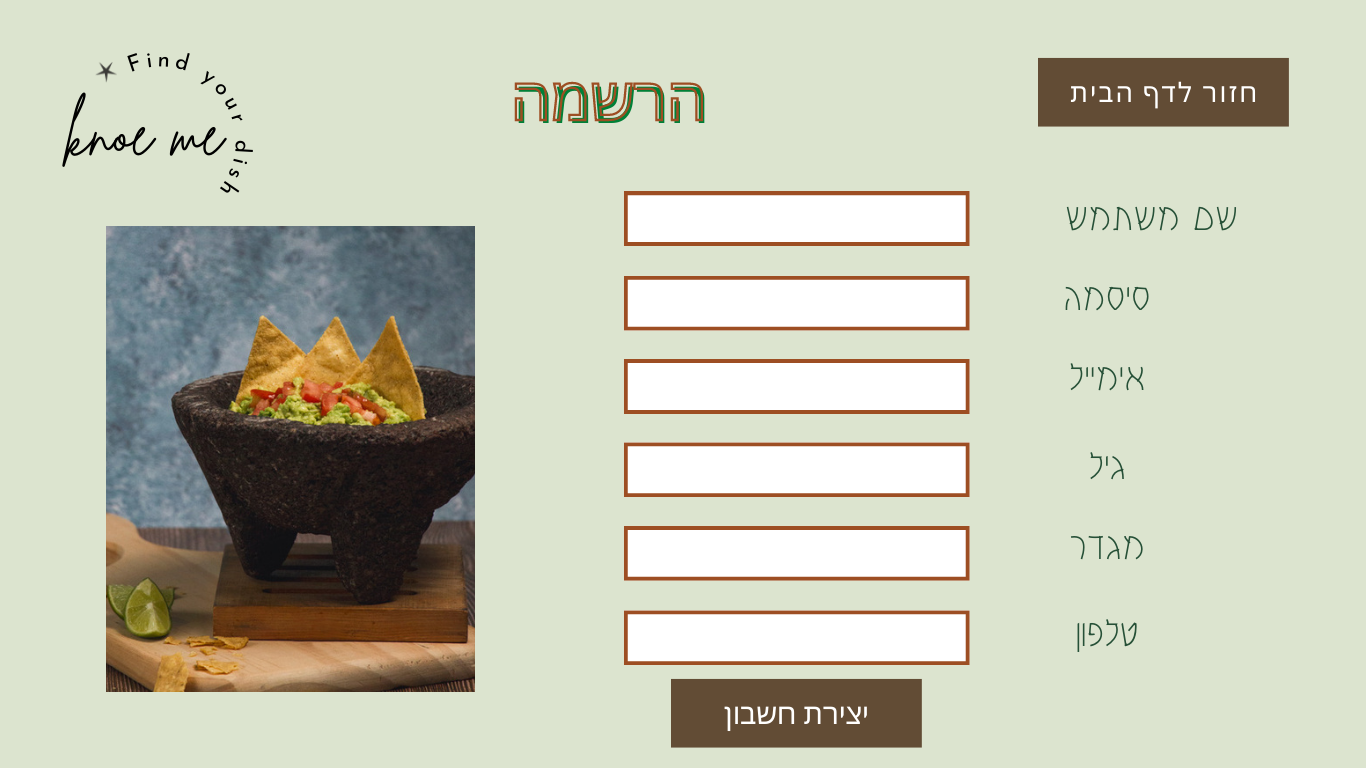 Find your dish
knoe me
הרשמה
חזור לדף הבית
שם משתמש
סיסמה
אימייל
גיל
מגדר
טלפון
יצירת חשבון